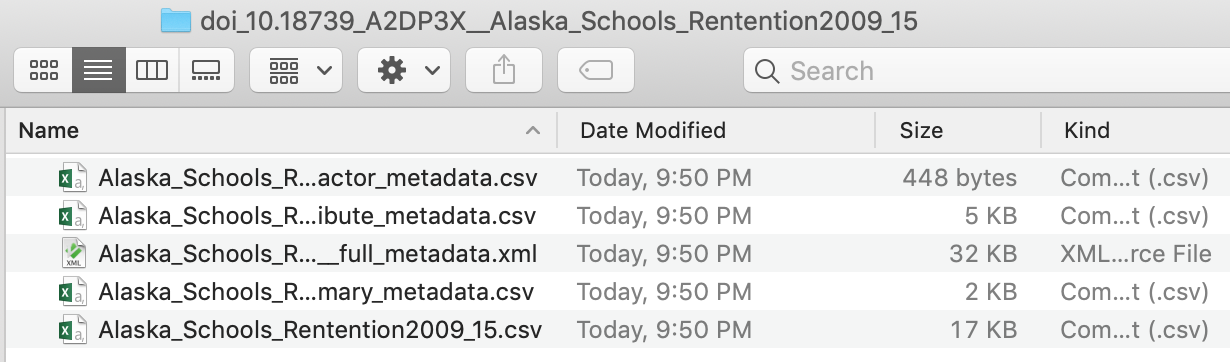 doi_10.18739_A2DP3X__Alaska_Schools_Rentention2009_15
Search
Name Date Modified Size Kind
Alaska_Schools_R...actor_metadata.csv Today, 9:50 PM 448 bytes Com...t (.csv)
Alaska_Schools_R...ibute_metadata.csv Today, 9:50 PM 5 KB Com...t (.csv)
Alaska_Schools_R...__full_metadata.xml Today, 9:50 PM 32 KB XML...rce File
Alaska_Schools_R...mary_metadata.csv Today, 9:50 PM 2 KB Com...t (.csv)
Alaska_Schools_Rentention2009_15.csv Today, 9:50 PM 17 KB Com...t (.csv)